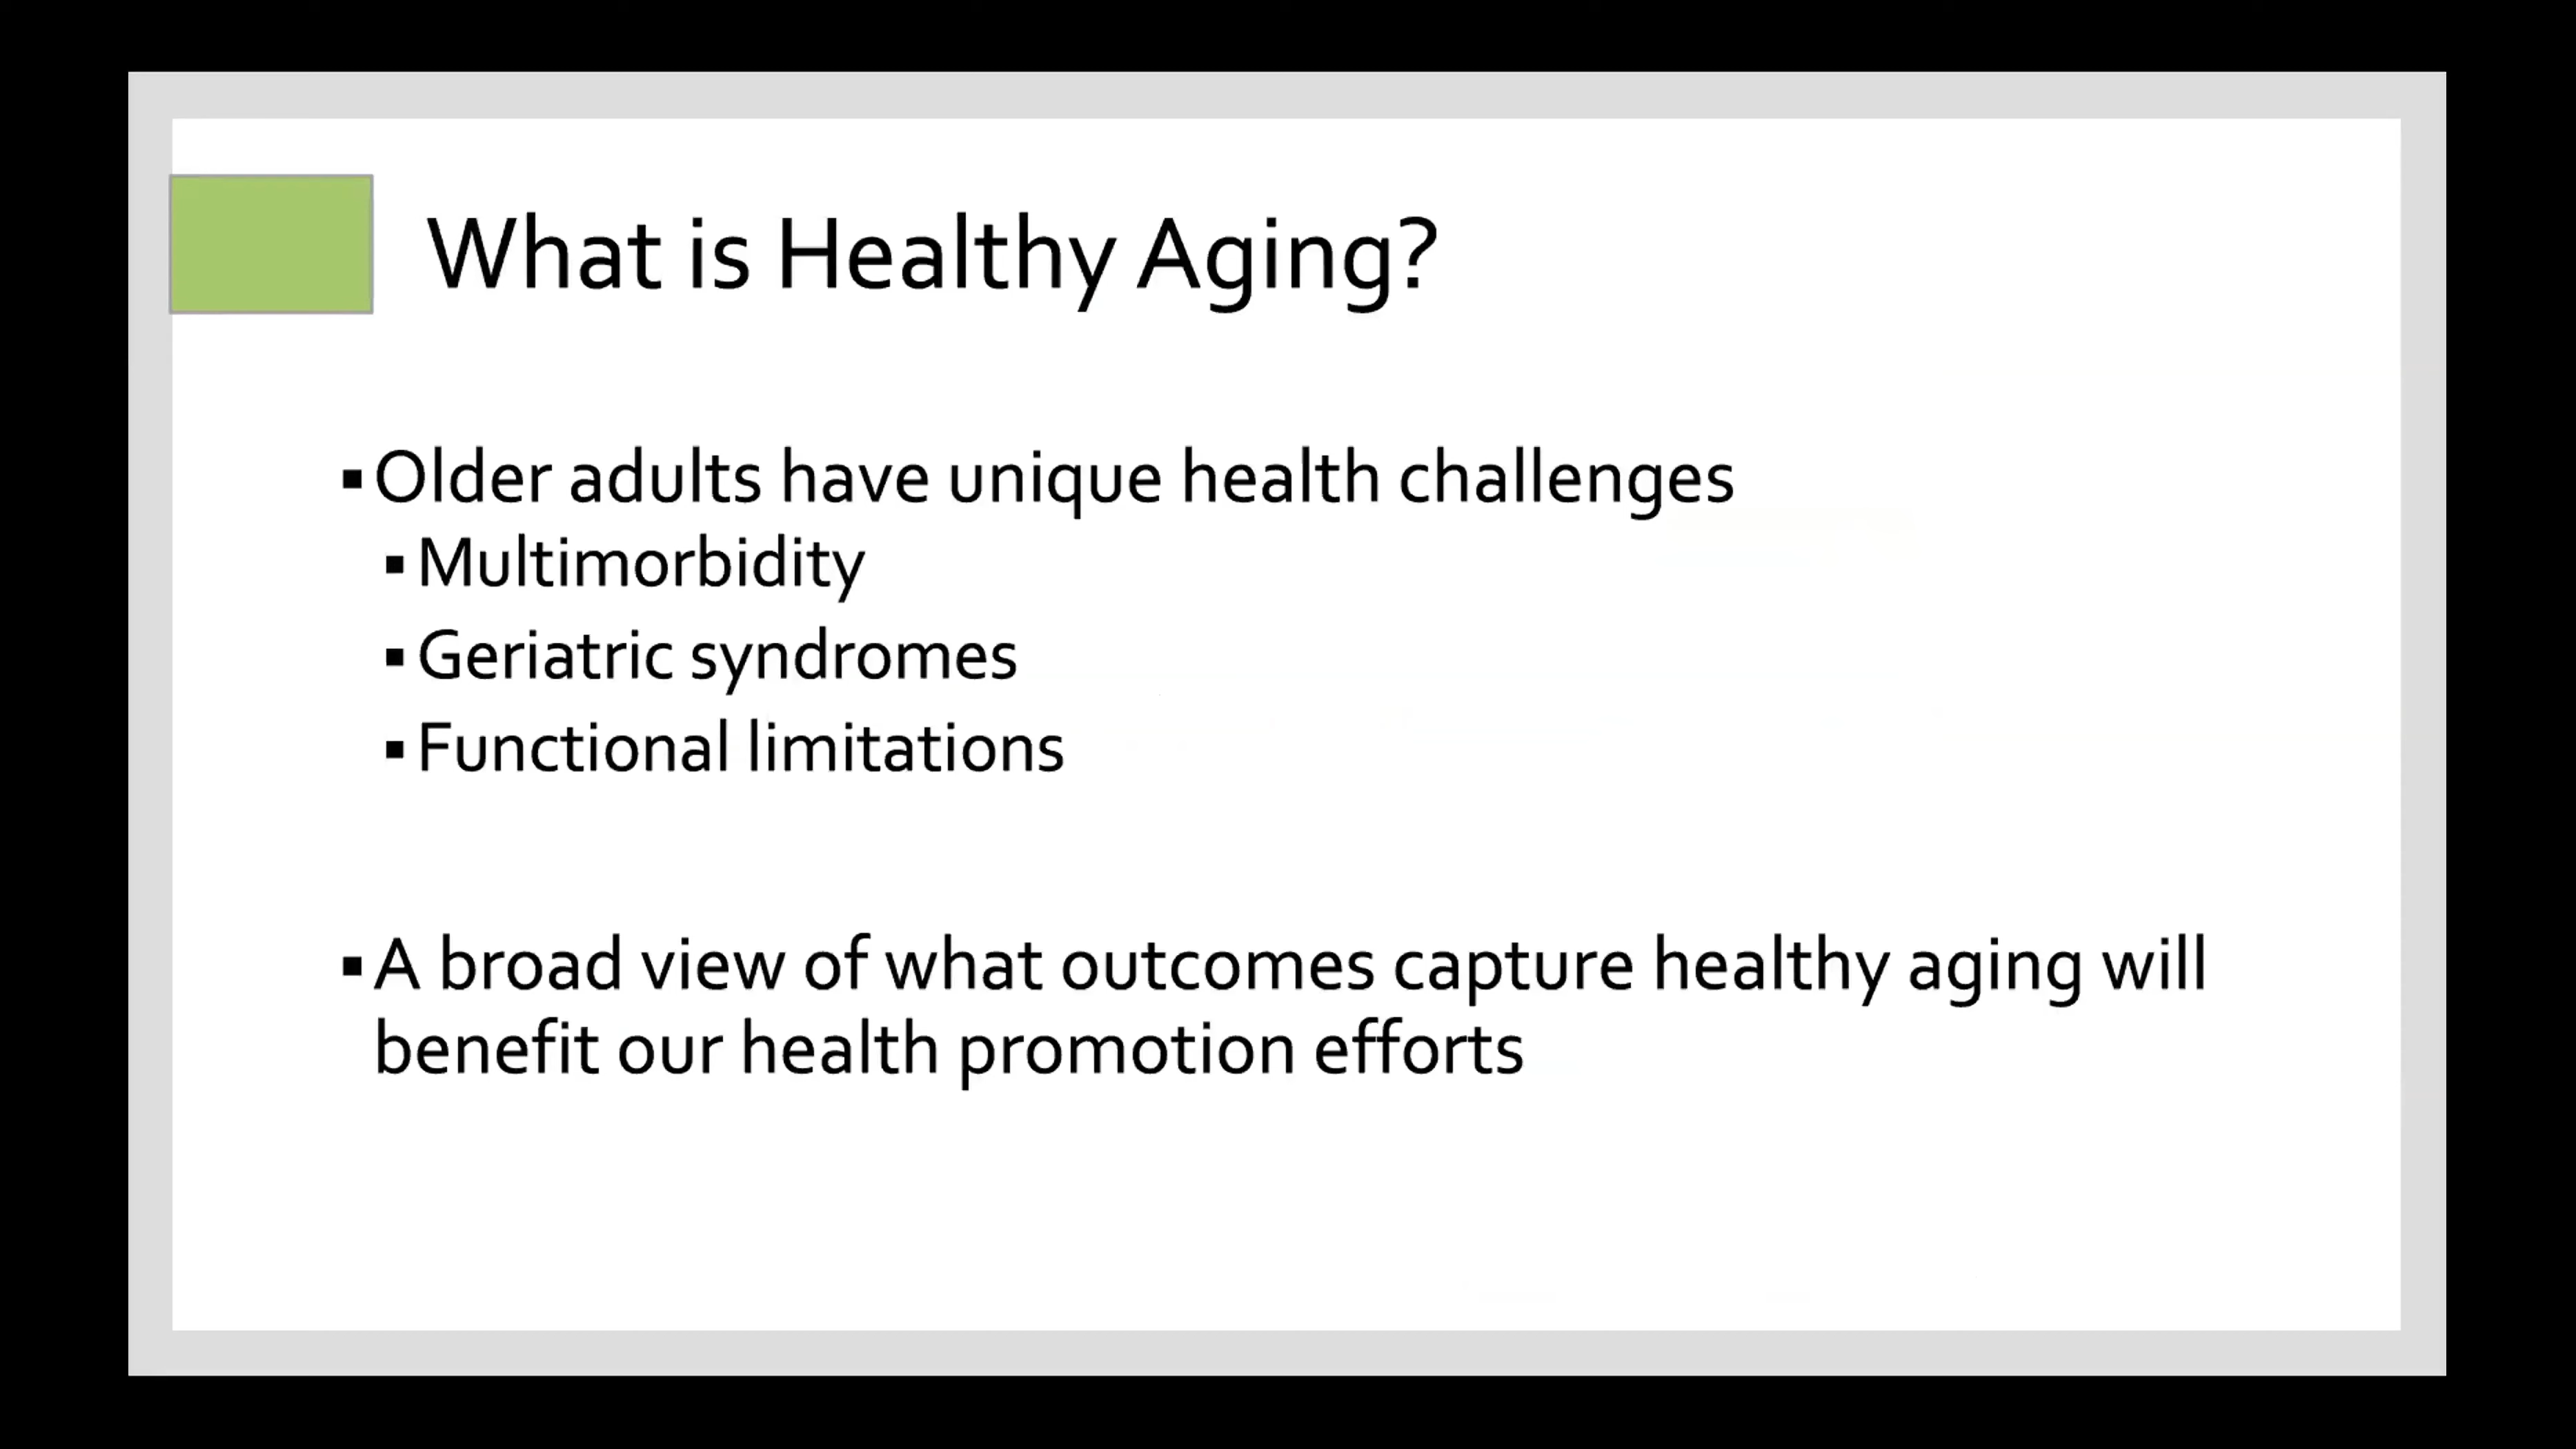 What is Healthy Aging?
▪Older adults have unique health challenges
▪Multimorbidity
▪Geriatric syndromes
▪Functional limitations
▪A broad view of what outcomes capture healthy aging will
benefit our health promotion efforts